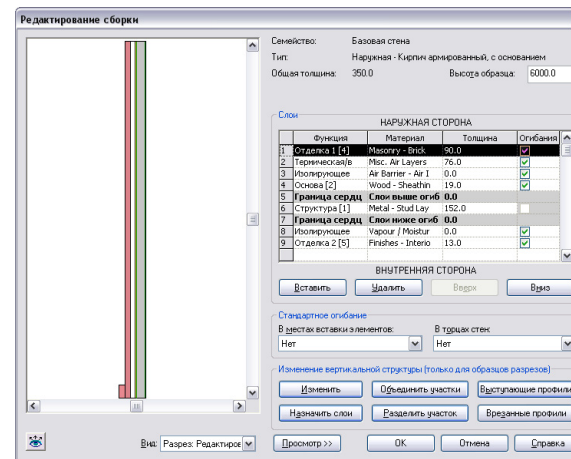 Редактирование сборки
Семейство: Базовая стена
Тип: Наружная - Кирпич армированный, с основанием
Общая толщина: 350.0 Высота образца: 6000.0
Слои
НАРУЖНАЯ СТОРОНА
Функция Материал Толщина Огибания
1 Отделка 1 [4] Masonry - Brick 90.0
2 Термическая/в Misc. Air Layers 76.0
3 Изолирующее Air Barrier - Air I 0.0
4 Основа [2] Wood - Sheathin 19.0
5 Граница сердц Слои выше огиб 0.0
6 Структура [1] Metal - Stud Lay 152.0
7 Граница сердц Слои ниже огиб 0.0
8 Изолирующее Vapour / Moistur 0.0
9 Отделка 2 [5] Finishes - Interio 13.0
ВНУТРЕННЯЯ СТОРОНА
Вставить Удалить Вверх Вниз
Стандартное огибание
В местах вставки элементов: В торцах стен:
Нет Нет
Изменение вертикальной структуры (только для образцов разрезов)
Изменить Объединить участки Выступающие профили
Назначить слои Разделить участок Врезанные профили
Вид: Разрез: Редактиров Просмотр >> OK Отмена Справка